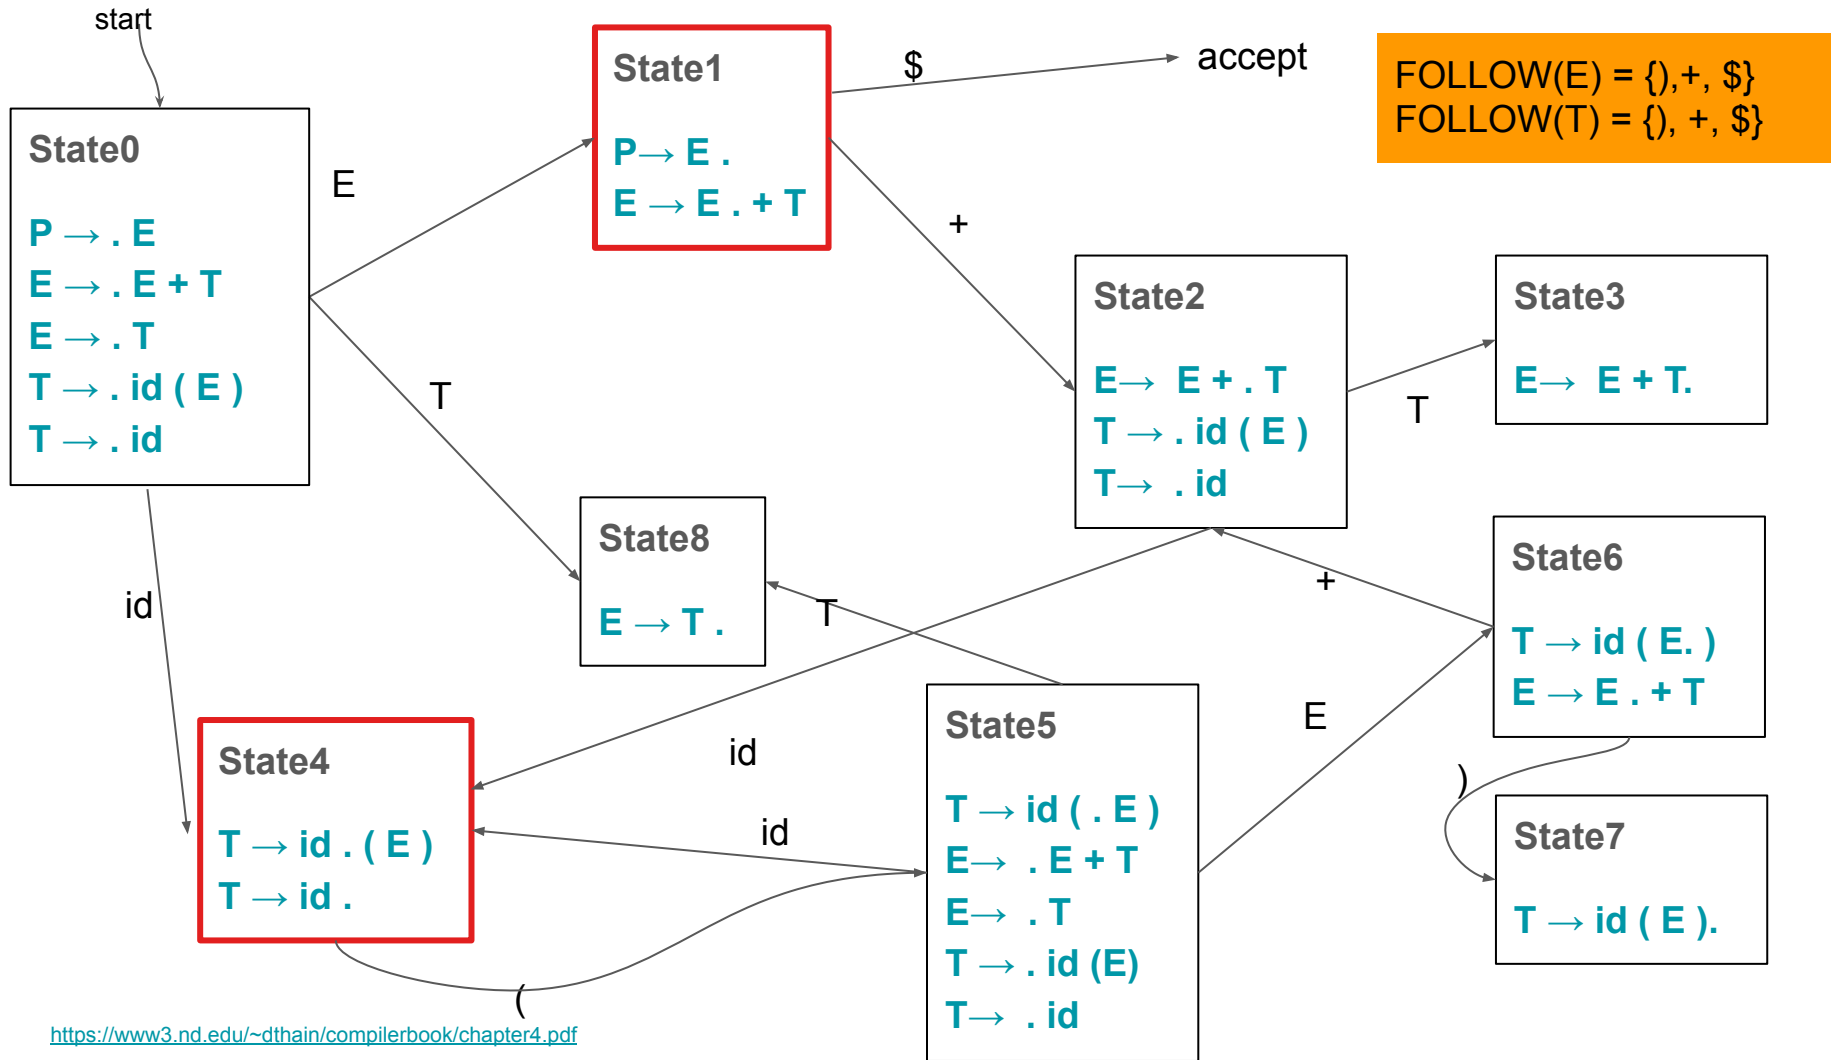 start
State0
P→ . E
E → . E + T
E → . T
T → . id ( E )
T → . id
E
T
id
State1
P→ E .
E → E . + T
$
accept
+
FOLLOW(E) = {),+, $}
FOLLOW(T) = {), +, $}
State2
E→ E + . T
T → . id ( E )
T→ . id
T
State3
E→ E + T.
State8
E → T .
T
id
+
State6
T → id ( E. )
E → E . + T
)
State4
T → id . ( E )
T → id .
id
(
State5
T → id ( . E )
E→ . E + T
E→ . T
T → . id (E)
T→ . id
E
State7
T → id ( E ).
https://www3.nd.edu/~dthain/compilerbook/chapter4.pdf